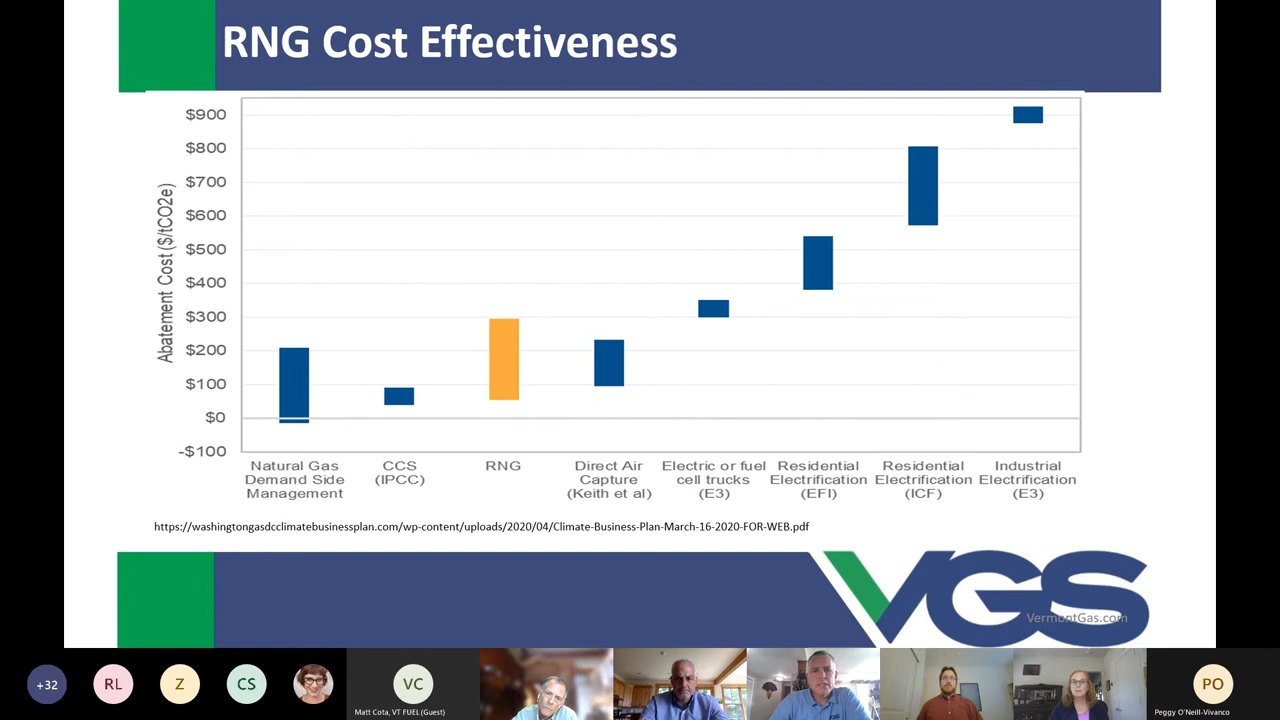 RNG Cost Effectiveness
$900
$800
$700
$600
$500
$400
$300
$200
$100
$0
-$100
Abatement Cost ($/tCO2e)
Natural Gas
Demand Side
Management
CCS
(IPCC)
RNG
Direct Air
Capture
(Keith et al)
Electric or fuel
cell trucks
(E3)
Residential
Electrification
(EFI)
Residential
Electrification
(ICF)
Industrial
Electrification
(E3)
https://washingtongasdcclimatebusinessplan.com/wp-content/uploads/2020/04/Climate-Business-Plan-March-16-2020-FOR-WEB.pdf
VGS
VermontGas.com
+32
RL
Z
CS
VC
Matt Cota, VT FUEL (Guest)
PO
Peggy O'Neill-Vivanco